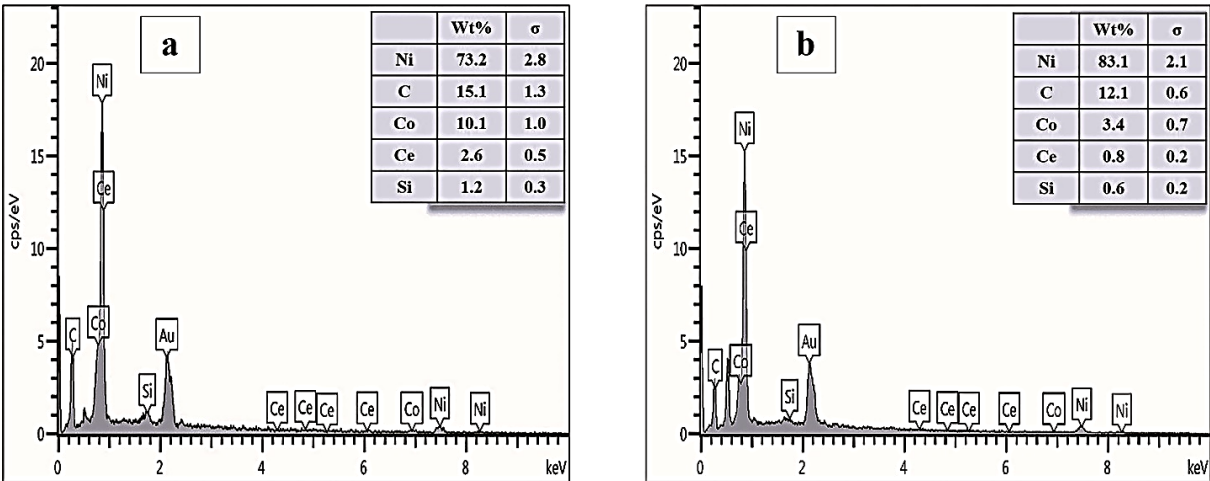 a
Wt% σ
Ni 73.2 2.8
C 15.1 1.3
Co 10.1 1.0
Ce 2.6 0.5
Si 1.2 0.3
cps/eV
20
15
10
5
0
Ni
Ce
Co
C
Au
Si
Ce Ce Ce Ce Co Ni Ni
0 2 4 6 8 keV
b
Wt% σ
Ni 83.1 2.1
C 12.1 0.6
Co 3.4 0.7
Ce 0.8 0.2
Si 0.6 0.2
cps/eV
20
15
10
5
0
Ni
Ce
Co
C
Au
Si
Ce Ce Ce Ce Co Ni Ni
0 2 4 6 8 keV